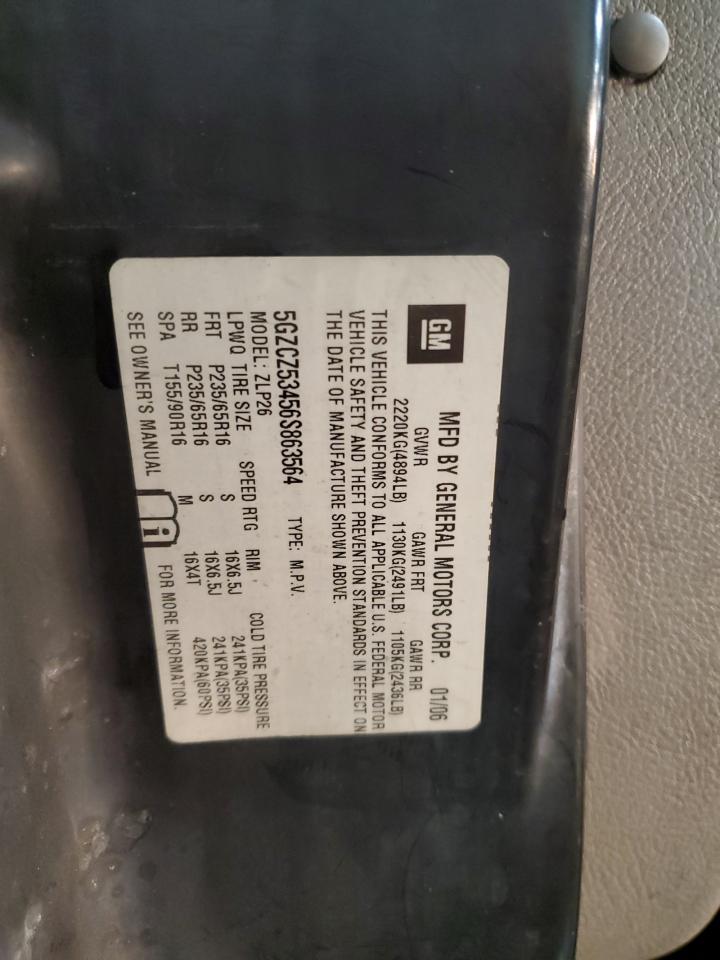 GM
MFD BY GENERAL MOTORS CORP. 01/06
GVWR GAWR FRT GAWR RR
2220KG(4894LB) 1130KG(2491LB) 1105KG(2436LB)
THIS VEHICLE CONFORMS TO ALL APPLICABLE U.S. FEDERAL MOTOR
VEHICLE SAFETY AND THEFT PREVENTION STANDARDS IN EFFECT ON
THE DATE OF MANUFACTURE SHOWN ABOVE.
5GZCZ53456S863564 TYPE: M.P.V.
MODEL: ZLP26
LPWQ TIRE SIZE SPEED RTG RIM COLD TIRE PRESSURE
FRT P235/65R16 S 16X6.5J 241KPA(35PSI)
RR P235/65R16 S 16X6.5J 241KPA(35PSI)
SPA T155/90R16 M 16X4T 420KPA(60PSI)
SEE OWNER'S MANUAL i FOR MORE INFORMATION.